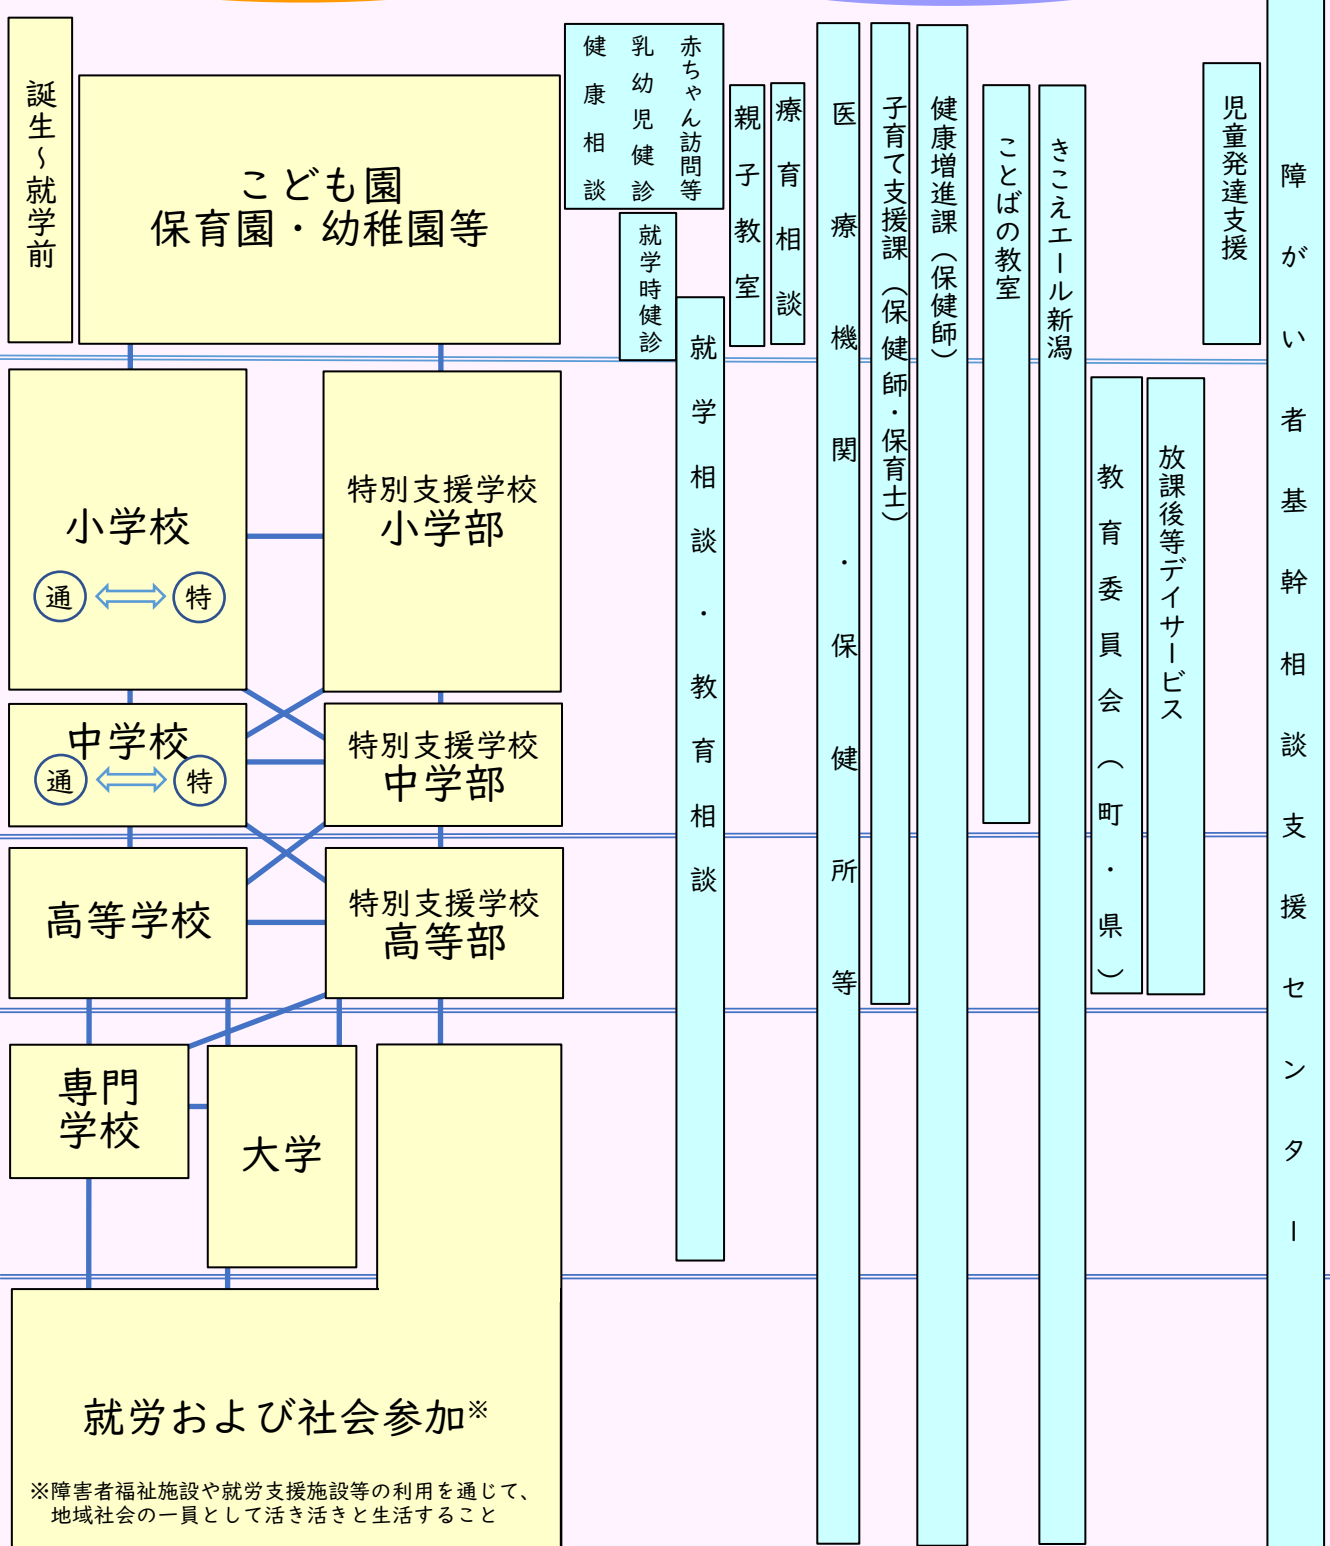 誕生～就学前
こども園
保育園・幼稚園等
小学校
通
特
特別支援学校
小学部
中学校
通
特
特別支援学校
中学部
高等学校
特別支援学校
高等部
専門
学校
大学
就労および社会参加※
※障害者福祉施設や就労支援施設等の利用を通じて、
地域社会の一員として活き活きと生活すること
赤ちゃん訪問等
乳幼児健診
健康相談
就学時健診
就学相談・教育相談
親子教室
療育相談
医療機関・保健所等
子育て支援課（保健師・保育士）
健康増進課（保健師）
ことばの教室
きこえエール新潟
教育委員会（町・県）
放課後等デイサービス
児童発達支援
障がい者基幹相談支援センター